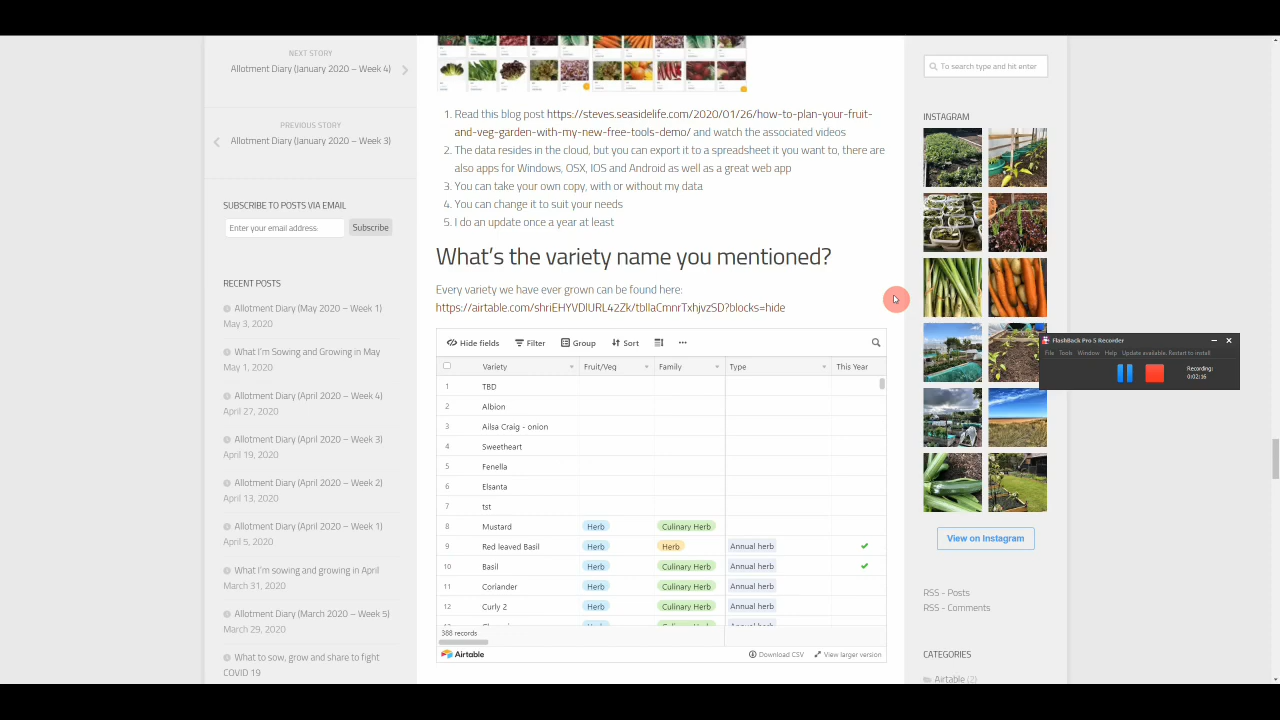 NEXT STORY
Allotment Diary (January 2020 – Week 4)
PREVIOUS STORY
Allotment Diary (January 2020 – Week 3)
SUBSCRIBE TO POSTS VIA EMAIL
Enter your email address:
Subscribe
RECENT POSTS
Allotment Diary (May 2020 – Week 1)
May 3, 2020
What I'm Sowing and Growing in May
May 1, 2020
Allotment Diary (April 2020 – Week 4)
April 27, 2020
Allotment Diary (April 2020 – Week 3)
April 19, 2020
Allotment Diary (April 2020 – Week 2)
April 13, 2020
Allotment Diary (April 2020 – Week 1)
April 5, 2020
What I'm sowing and growing in April
March 31, 2020
Allotment Diary (March 2020 – Week 5)
March 29, 2020
What to sow, grow and share to fight
COVID 19
1. Read this blog post https://steves.seasidelife.com/2020/01/26/how-to-plan-your-fruit-
and-veg-garden-with-my-new-free-tools-demo/ and watch the associated videos
2. The data resides in the cloud, but you can export it to a spreadsheet it you want to, there are
also apps for Windows, OSX, IOS and Android as well as a great web app
3. You can take your own copy, with or without my data
4. You can change it to suit your needs
5. I do an update once a year at least
What's the variety name you mentioned?
Every variety we have ever grown can be found here:
https://airtable.com/shriEHYVDlURL42Zk/tbllaCmnrTxhjvzSD?blocks=hide
Hide fields Filter Group Sort •••
Variety Fruit/Veg Family Type This Year
1 TBD
2 Albion
3 Ailsa Craig - onion
4 Sweetheart
5 Fenella
6 Elsanta
7 tst
8 Mustard Herb Culinary Herb
9 Red leaved Basil Herb Herb Annual herb
10 Basil Herb Culinary Herb Annual herb
11 Coriander Herb Culinary Herb Annual herb
12 Curly 2 Herb Culinary Herb Annual herb
388 records
Airtable Download CSV View larger version
To search type and hit enter
INSTAGRAM
FlashBack Pro 5 Recorder
File Tools Window Help Update available. Restart to install.
Recording:
0:02:16
View on Instagram
RSS - Posts
RSS - Comments
CATEGORIES
Airtable (2)